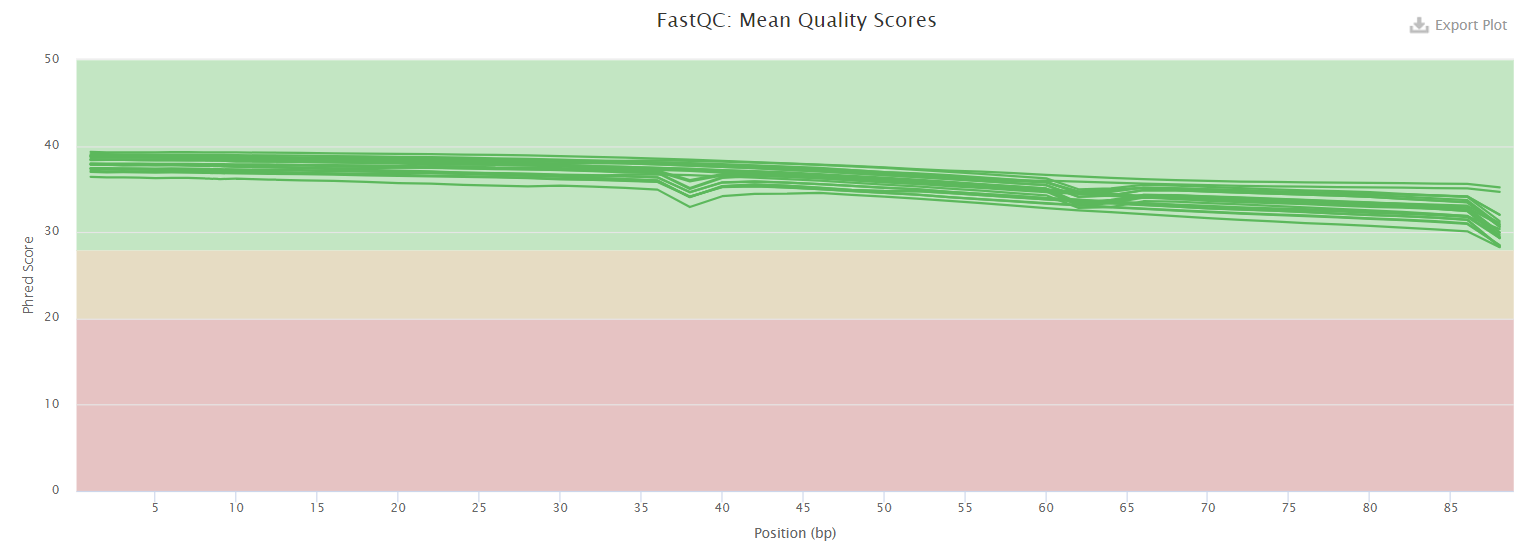 FastQC: Mean Quality Scores
Export Plot
50
40
30
20
10
0
Phred Score
5 10 15 20 25 30 35 40 45 50 55 60 65 70 75 80 85
Position (bp)